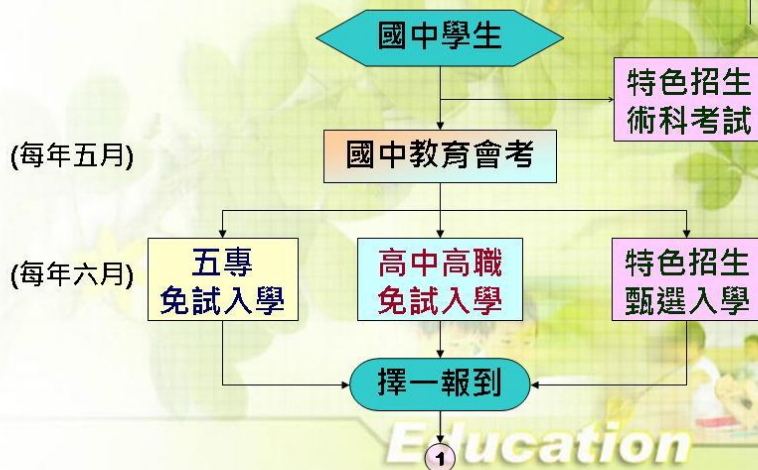 國中學生
特色招生
術科考試
(每年五月)
國中教育會考
(每年六月)
五專
免試入學
高中高職
免試入學
特色招生
甄選入學
擇一報到
Education
1